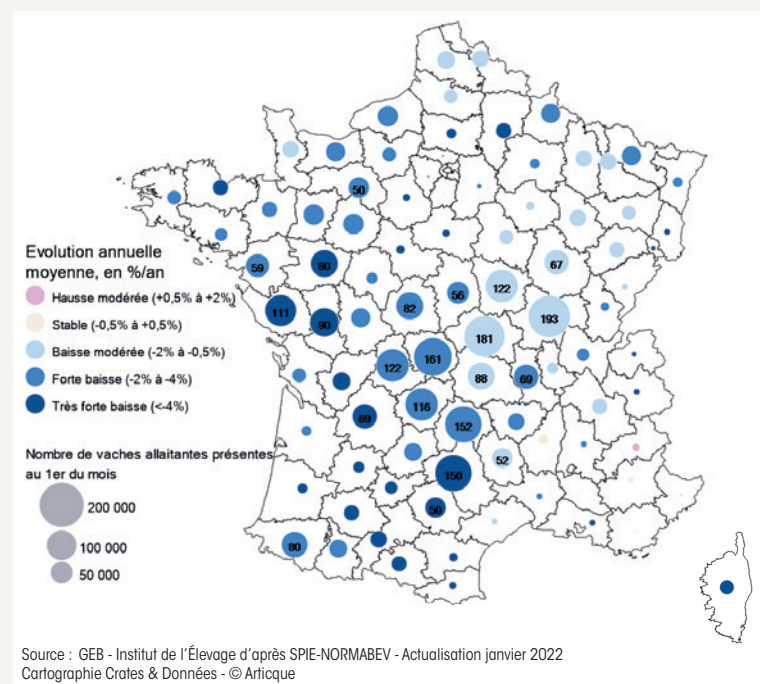 50
59
80
67
122
111
90
82
56
193
181
122
161
88
69
69
116
152
52
150
50
80
Evolution annuelle
moyenne, en %/an
Hausse modérée (+0,5% à +2%)
Stable (-0,5% à +0,5%)
Baisse modérée (-2% à -0,5%)
Forte baisse (-2% à -4%)
Très forte baisse (<-4%)
Nombre de vaches allaitantes présentes
au 1er du mois
200 000
100 000
50 000
Source : GEB - Institut de l'Élevage d'après SPIE-NORMABEV - Actualisation janvier 2022
Cartographie Crates & Données - © Articque